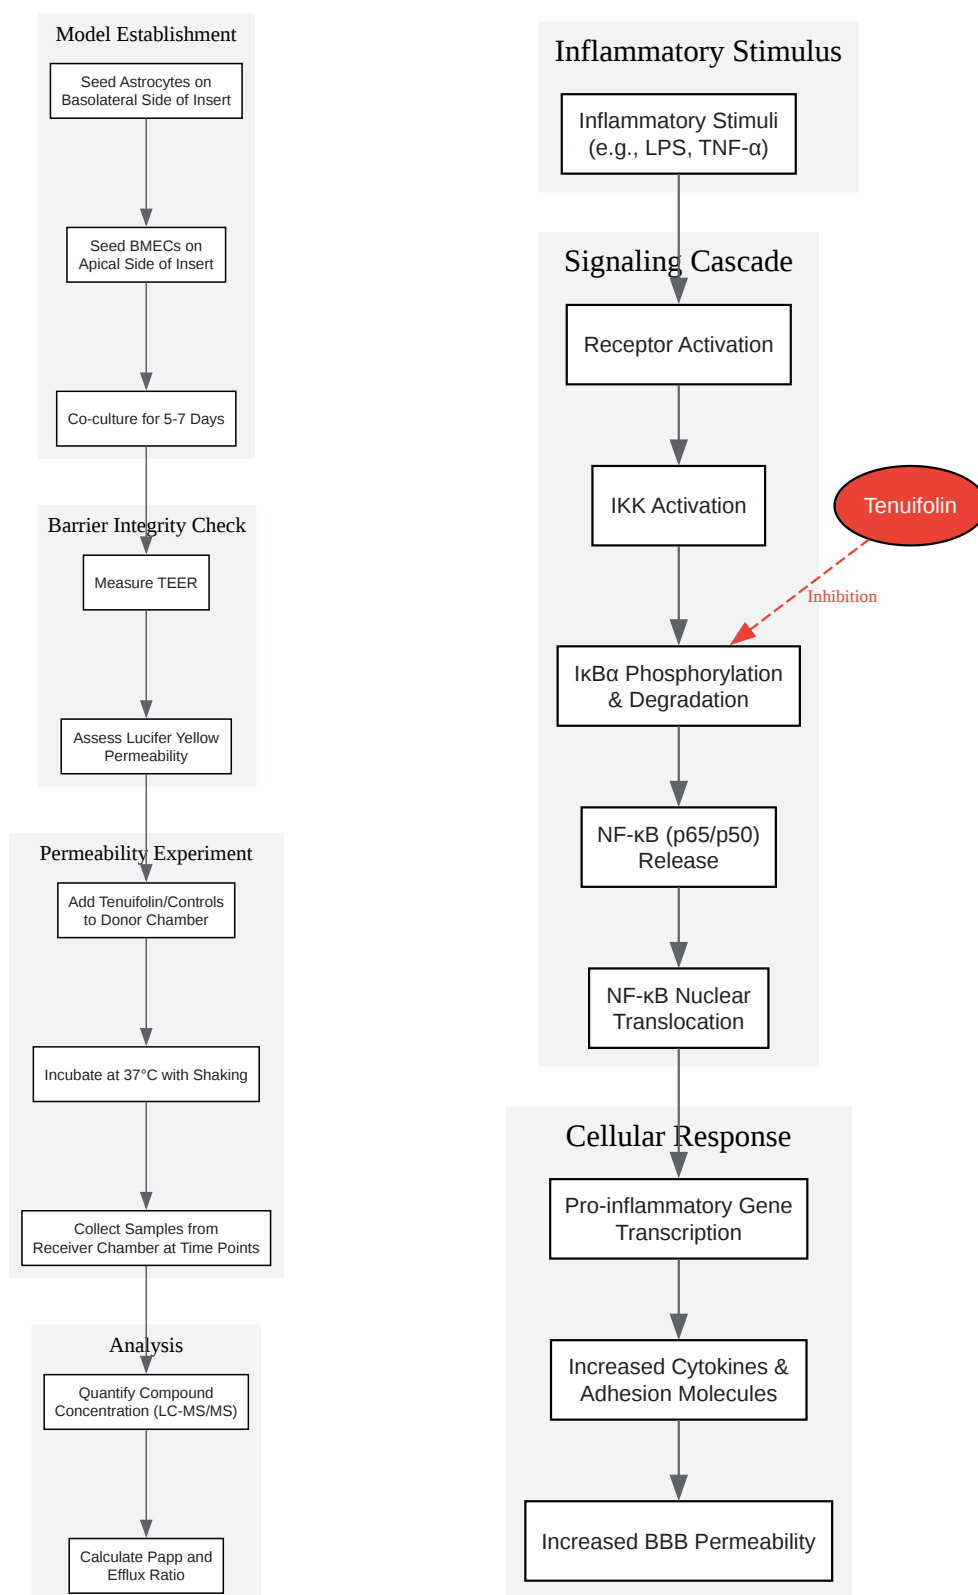 Model Establishment
Seed Astrocytes on
Basolateral Side of Insert
Seed BMECs on
Apical Side of Insert
Co-culture for 5-7 Days
Barrier Integrity Check
Measure TEER
Assess Lucifer Yellow
Permeability
Permeability Experiment
Add Tenuifolin/Controls
to Donor Chamber
Incubate at 37°C with Shaking
Collect Samples from
Receiver Chamber at Time Points
Analysis
Quantify Compound
Concentration (LC-MS/MS)
Calculate Papp and
Efflux Ratio
Inflammatory Stimulus
Inflammatory Stimuli
(e.g., LPS, TNF-α)
Signaling Cascade
Receptor Activation
IKK Activation
Tenuifolin
Inhibition
IκBα Phosphorylation
& Degradation
NF-κB (p65/p50)
Release
NF-κB Nuclear
Translocation
Cellular Response
Pro-inflammatory Gene
Transcription
Increased Cytokines &
Adhesion Molecules
Increased BBB Permeability